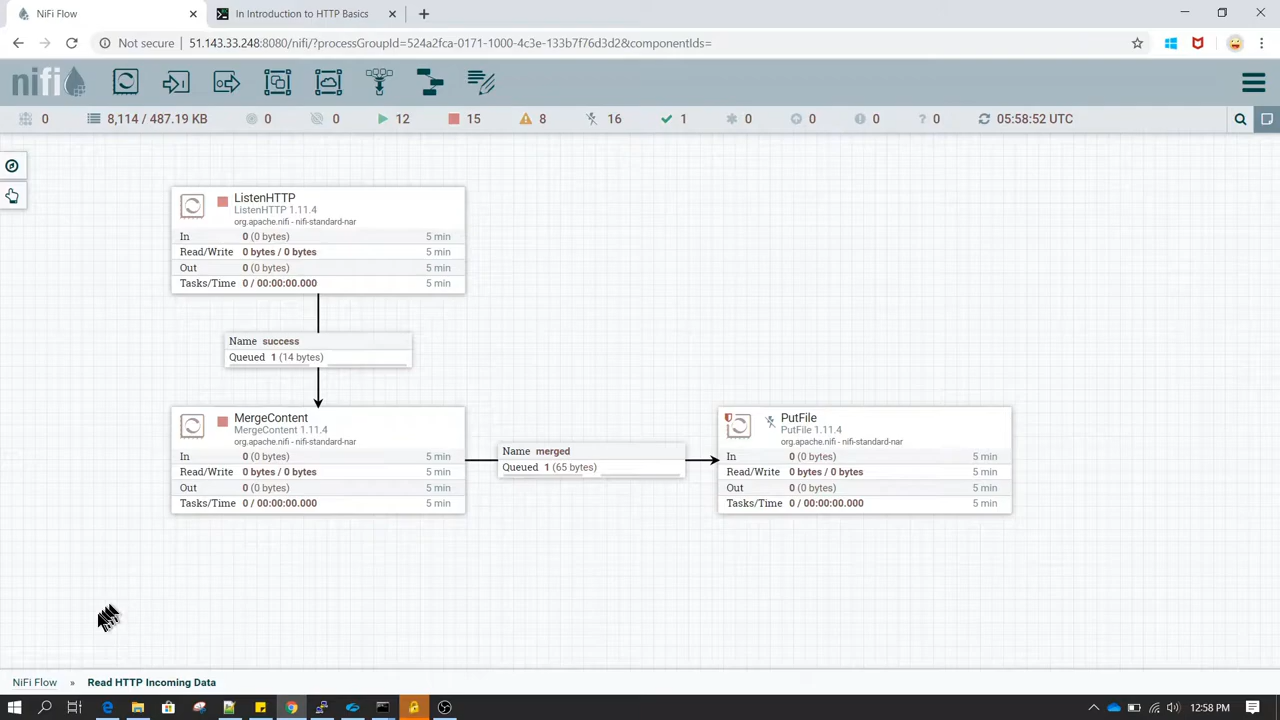 NiFi Flow
In Introduction to HTTP Basics
Not secure
51.143.33.248:8080/nifi/?processGroupId=524a2fca-0171-1000-4c3e-133b7f76d3d2&componentIds=
nifi
0
8,114 / 487.19 KB
0
0
12
15
8
16
1
0
0
0
0
05:58:52 UTC
ListenHTTP
ListenHTTP 1.11.4
org.apache.nifi - nifi-standard-nar
In 0 (0 bytes) 5 min
Read/Write 0 bytes / 0 bytes 5 min
Out 0 (0 bytes) 5 min
Tasks/Time 0 / 00:00:00.000 5 min
Name success
Queued 1 (14 bytes)
MergeContent
MergeContent 1.11.4
org.apache.nifi - nifi-standard-nar
In 0 (0 bytes) 5 min
Read/Write 0 bytes / 0 bytes 5 min
Out 0 (0 bytes) 5 min
Tasks/Time 0 / 00:00:00.000 5 min
Name merged
Queued 1 (65 bytes)
PutFile
PutFile 1.11.4
org.apache.nifi - nifi-standard-nar
In 0 (0 bytes) 5 min
Read/Write 0 bytes / 0 bytes 5 min
Out 0 (0 bytes) 5 min
Tasks/Time 0 / 00:00:00.000 5 min
NiFi Flow » Read HTTP Incoming Data
12:58 PM